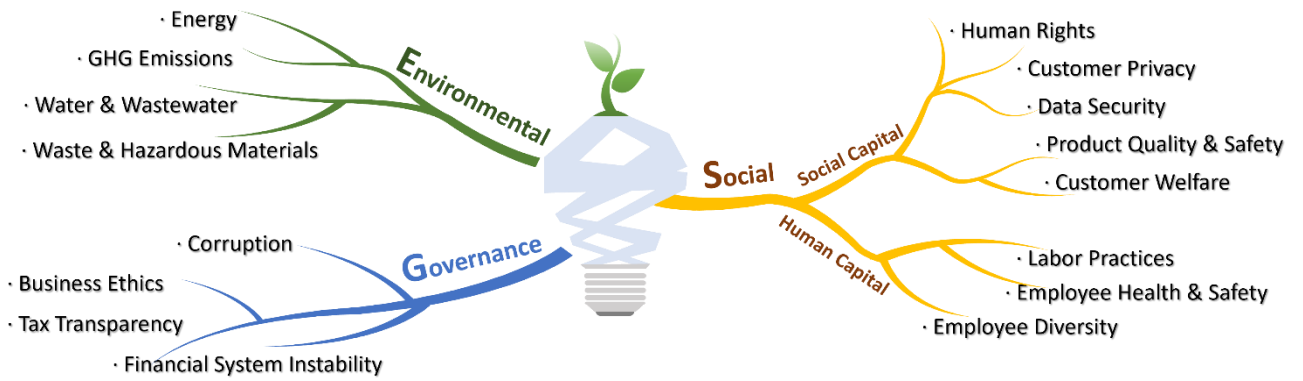 Environmental
· Energy
· GHG Emissions
· Water & Wastewater
· Waste & Hazardous Materials
Governance
· Corruption
· Business Ethics
· Tax Transparency
· Financial System Instability
Social
Social Capital
· Human Rights
· Customer Privacy
· Data Security
· Product Quality & Safety
· Customer Welfare
Human Capital
· Labor Practices
· Employee Health & Safety
· Employee Diversity